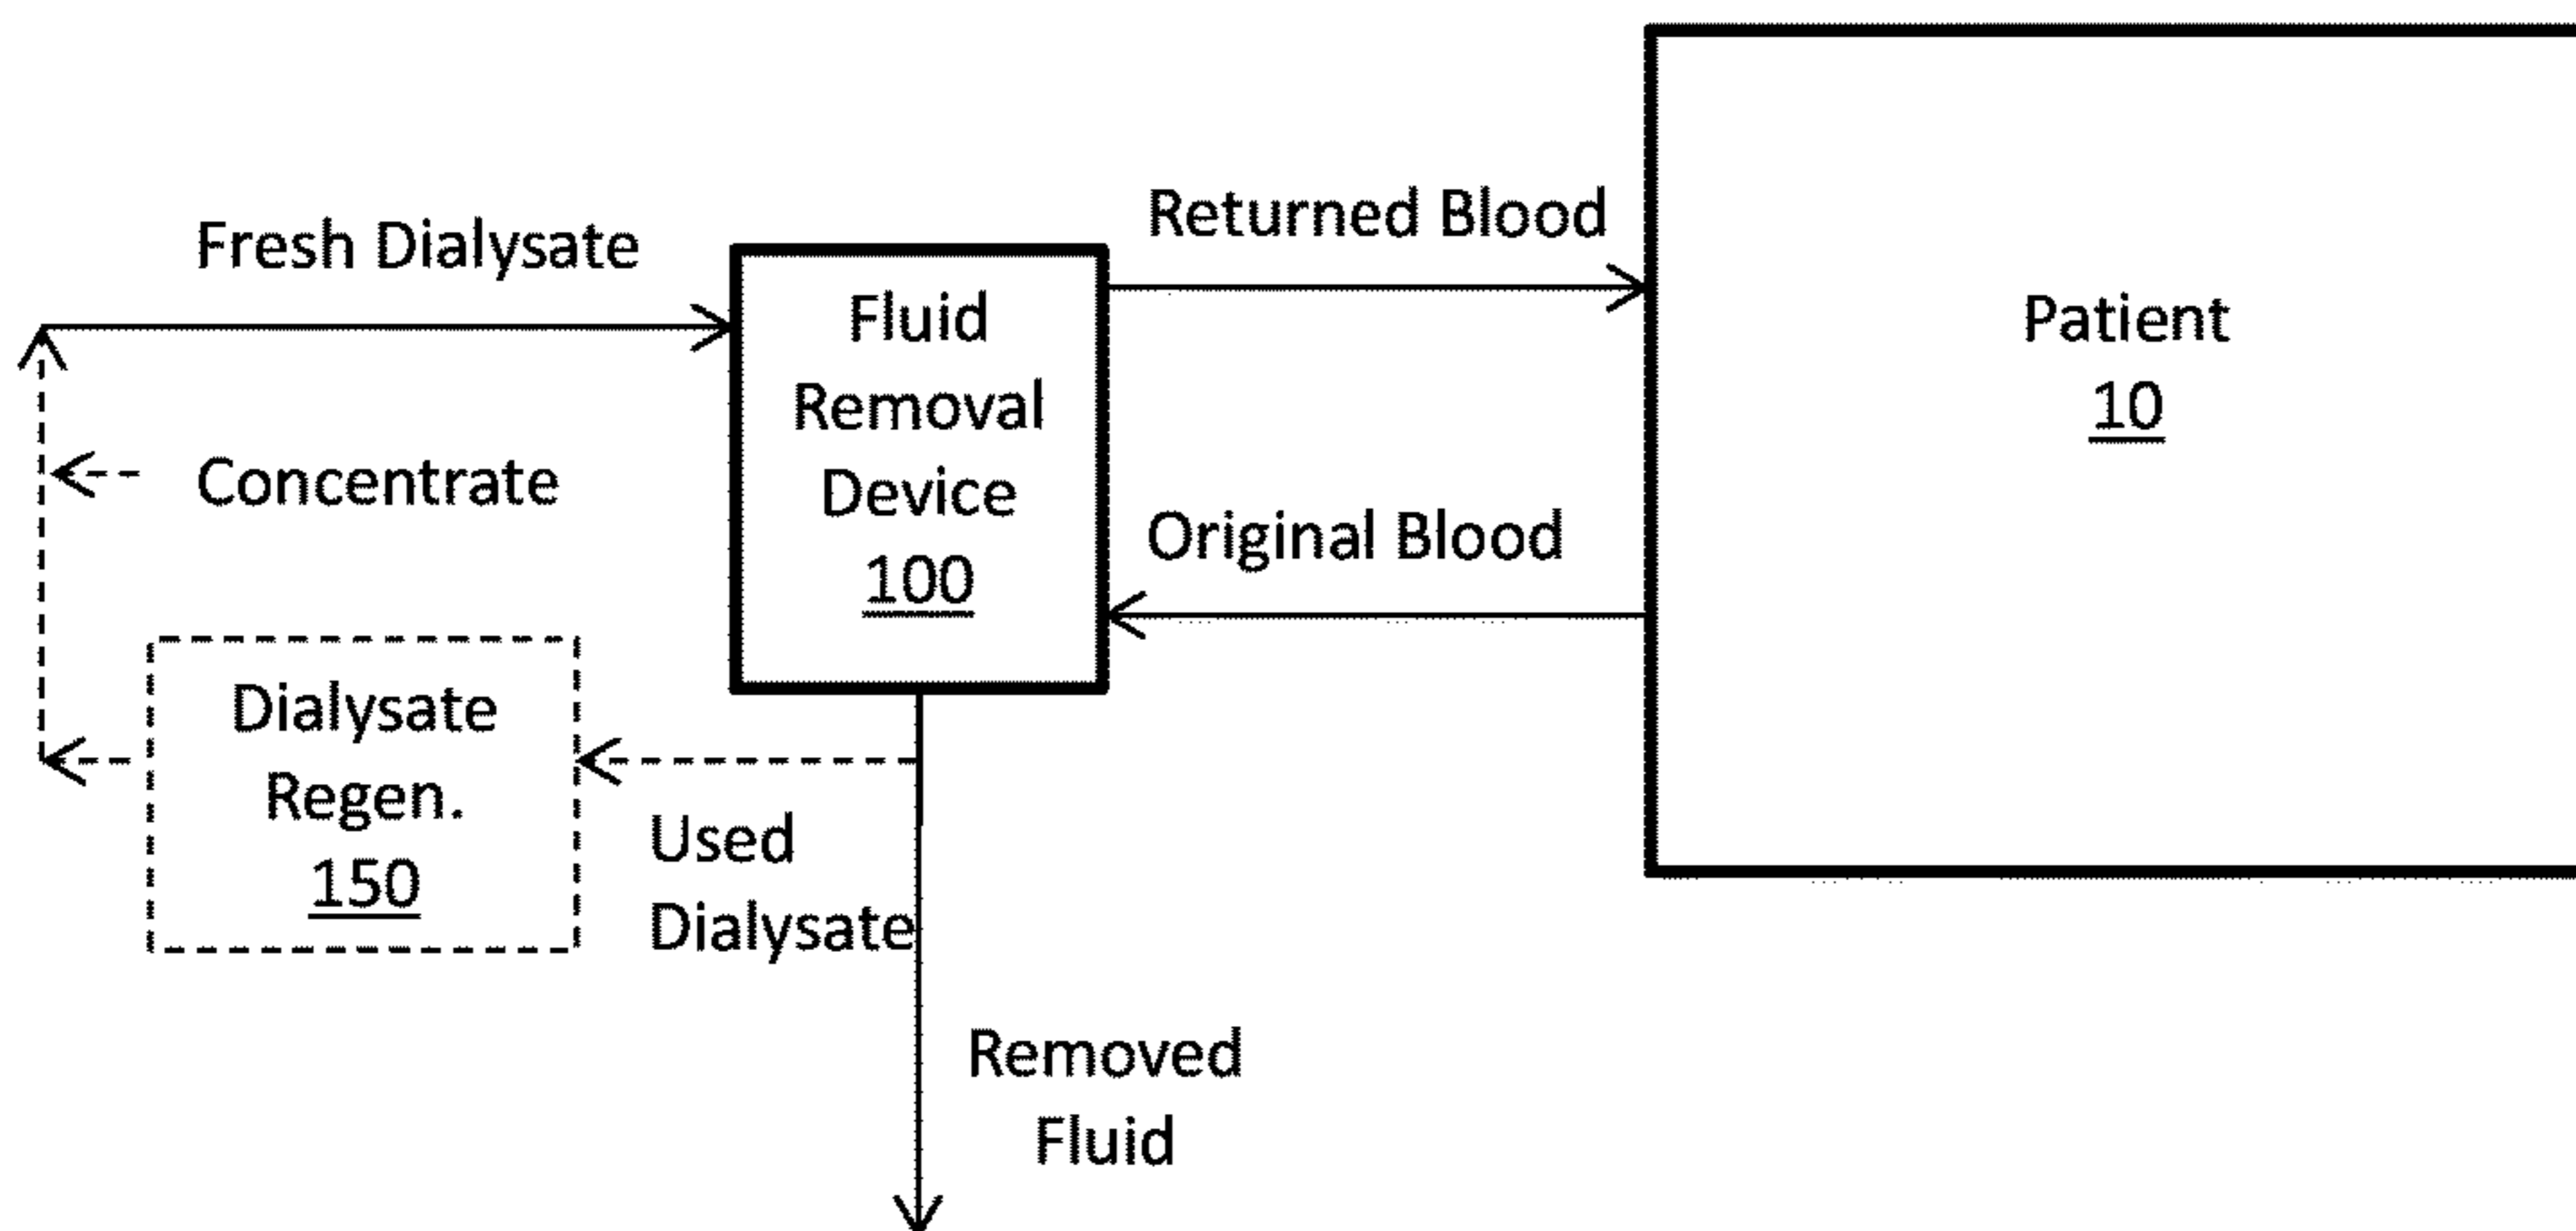 Fresh Dialysate
Concentrate
Dialysate
Regen.
150
Used
Dialysate
Fluid
Removal
Device
100
Removed
Fluid
Returned Blood
Original Blood
Patient
10